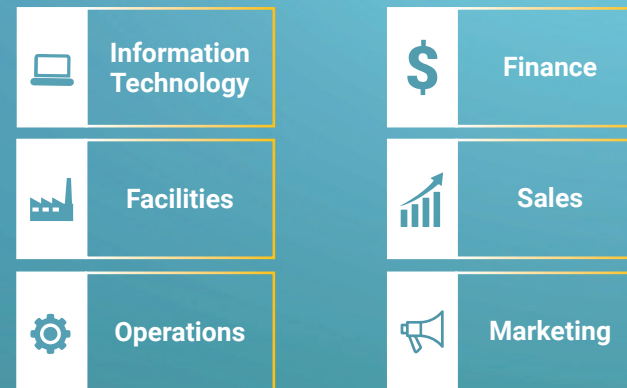 Information
Technology
Finance
Facilities
Sales
Operations
Marketing